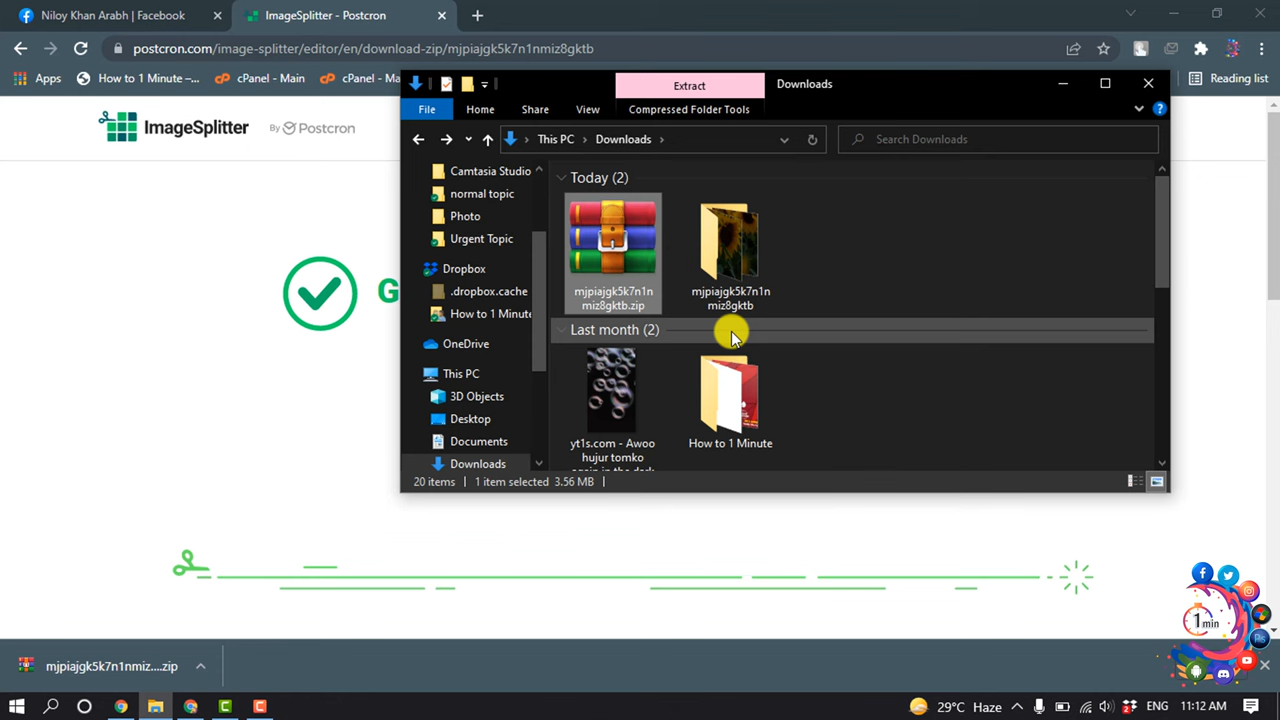 Niloy Khan Arabh | Facebook
ImageSplitter - Postcron
postcron.com/image-splitter/editor/en/download-zip/mjpiajgk5k7n1nmiz8gktb
Apps
How to 1 Minute –...
cPanel - Main
cPanel - Ma
Reading list
Extract
Downloads
File
Home
Share
View
Compressed Folder Tools
This PC
Downloads
Search Downloads
ImageSplitter
By Postcron
G
Camtasia Studio
normal topic
Photo
Urgent Topic
Dropbox
.dropbox.cache
How to 1 Minute
OneDrive
This PC
3D Objects
Desktop
Documents
Downloads
Today (2)
mjpiajgk5k7n1n
miz8gktb.zip
mjpiajgk5k7n1n
miz8gktb
Last month (2)
yt1s.com - Awoo
hujur tomko
again in the dark
How to 1 Minute
20 items
1 item selected 3.56 MB
1 min
Ps
mjpiajgk5k7n1nmiz....zip
29°C Haze
ENG
11:12 AM